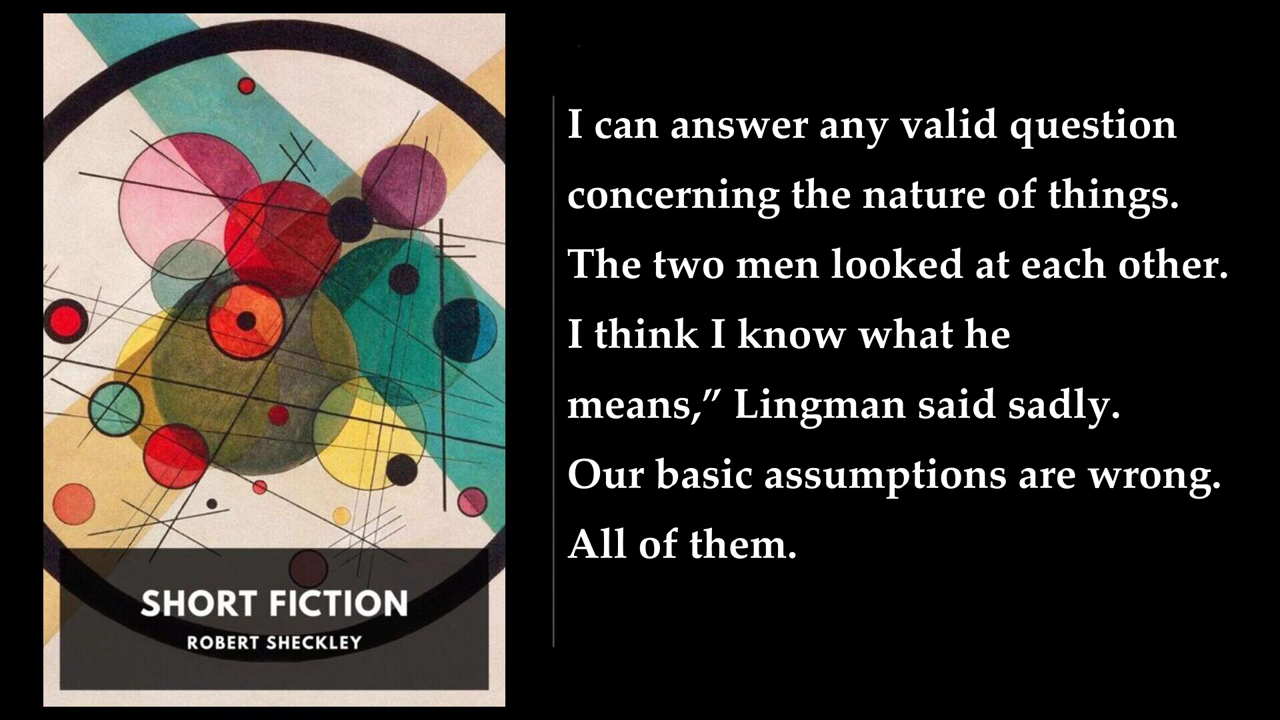 SHORT FICTION
ROBERT SHECKLEY
I can answer any valid question
concerning the nature of things.
The two men looked at each other.
I think I know what he
means,” Lingman said sadly.
Our basic assumptions are wrong.
All of them.